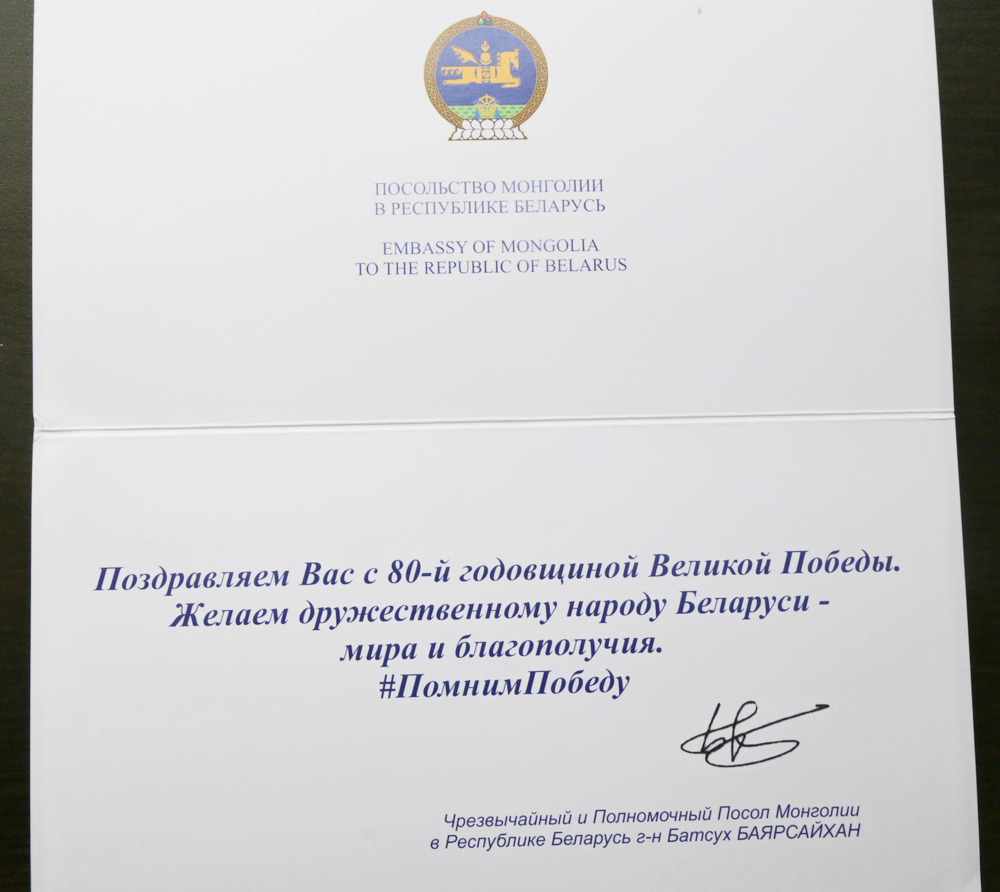 ПОСОЛЬСТВО МОНГОЛИИ
В РЕСПУБЛИКЕ БЕЛАРУСЬ
EMBASSY OF MONGOLIA
TO THE REPUBLIC OF BELARUS
Поздравляем Вас с 80-й годовщиной Великой Победы.
Желаем дружественному народу Беларуси -
мира и благополучия.
#ПомнимПобеду
Чрезвычайный и Полномочный Посол Монголии
в Республике Беларусь г-н Батсух БАЯРСАЙХАН